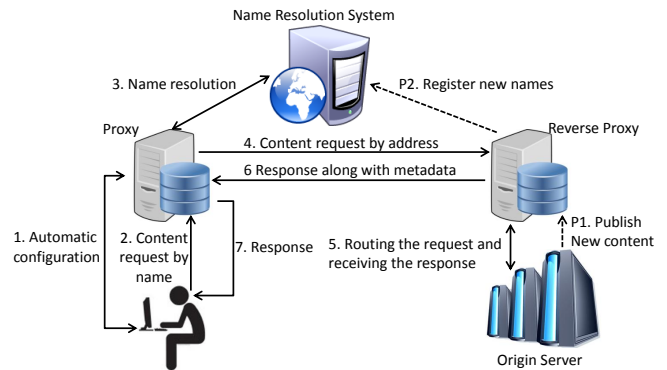 Name Resolution System
3. Name resolution
P2. Register new names
Proxy
4. Content request by address
Reverse Proxy
6 Response along with metadata
1. Automatic
configuration
2. Content
request by
name
7. Response
5. Routing the request and
receiving the response
P1. Publish
New content
Origin Server